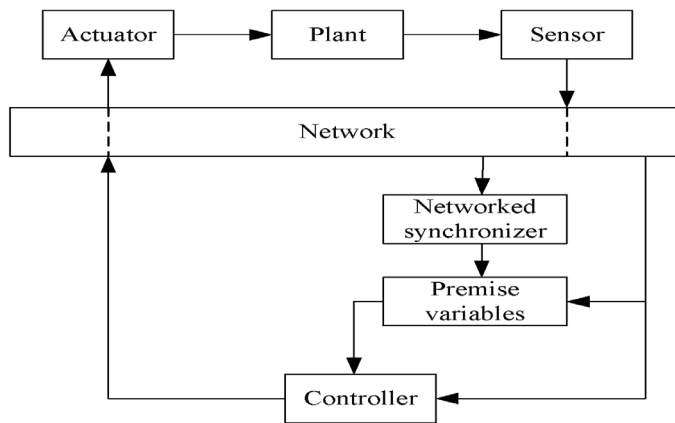 Actuator
Plant
Sensor
Network
Networked
synchronizer
Premise
variables
Controller